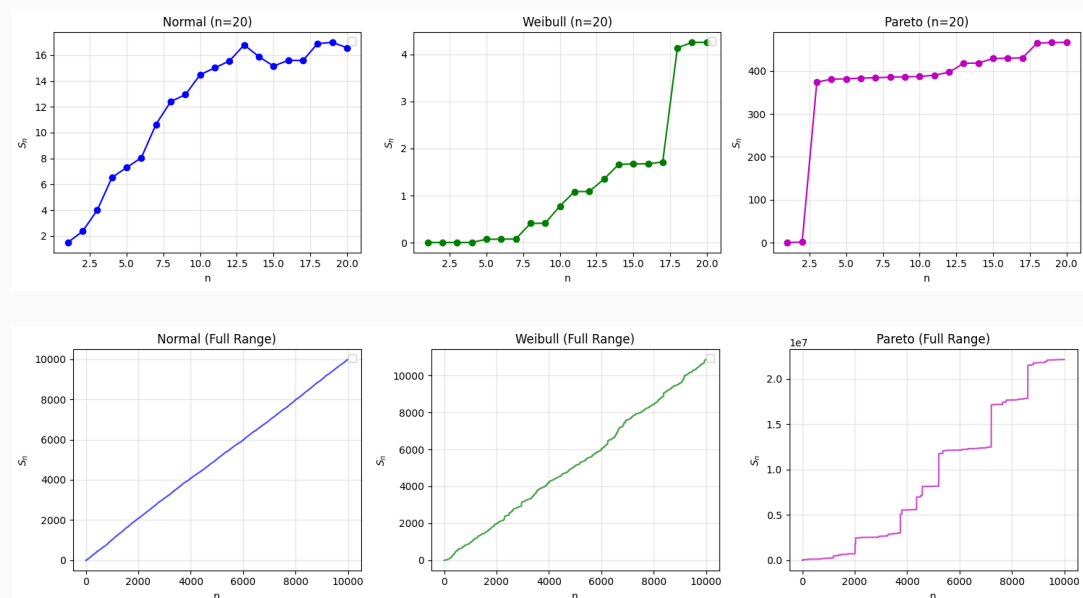 Normal (n=20)
16
14
12
10
8
6
4
2
Sn
2.5 5.0 7.5 10.0 12.5 15.0 17.5 20.0
n
Weibull (n=20)
4
3
2
1
0
Sn
2.5 5.0 7.5 10.0 12.5 15.0 17.5 20.0
n
Pareto (n=20)
400
300
200
100
0
Sn
2.5 5.0 7.5 10.0 12.5 15.0 17.5 20.0
n
Normal (Full Range)
10000
8000
6000
4000
2000
0
Sn
0 2000 4000 6000 8000 10000
n
Weibull (Full Range)
10000
8000
6000
4000
2000
0
Sn
0 2000 4000 6000 8000 10000
n
Pareto (Full Range)
1e7
2.0
1.5
1.0
0.5
0.0
Sn
0 2000 4000 6000 8000 10000
n